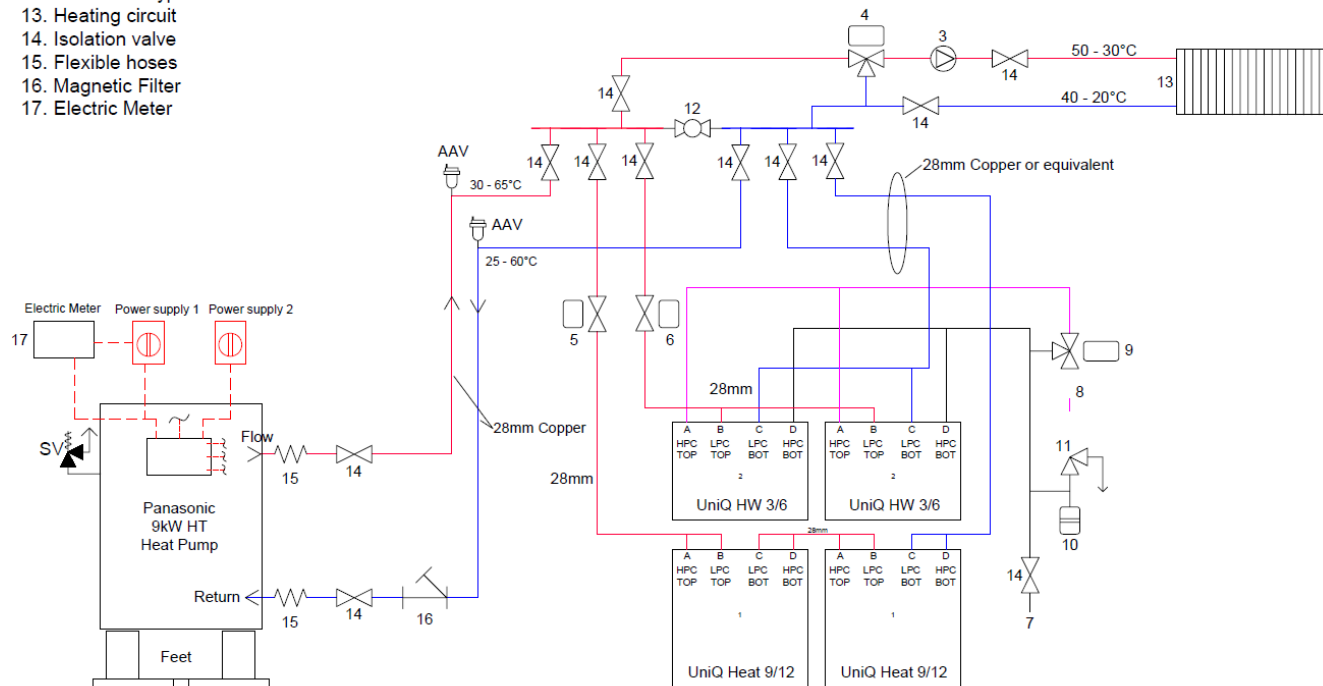 13. Heating circuit
14. Isolation valve
15. Flexible hoses
16. Magnetic Filter
17. Electric Meter
4
3
14
50 - 30°C
13
14
40 - 20°C
14
12
14
14
14
14
14
14
28mm Copper or equivalent
AAV
30 - 65°C
AAV
25 - 60°C
Electric Meter
Power supply 1
Power supply 2
17
5
6
9
8
28mm
28mm Copper
SV
Flow
15
14
28mm
A B C D
HPC LPC LPC HPC
TOP TOP BOT BOT
2
UniQ HW 3/6
A B C D
HPC LPC LPC HPC
TOP TOP BOT BOT
2
UniQ HW 3/6
11
10
Panasonic
9kW HT
Heat Pump
28mm
A B C D
HPC LPC LPC HPC
TOP TOP BOT BOT
1
UniQ Heat 9/12
A B C D
HPC LPC LPC HPC
TOP TOP BOT BOT
1
UniQ Heat 9/12
14
7
Return
15
14
16
Feet